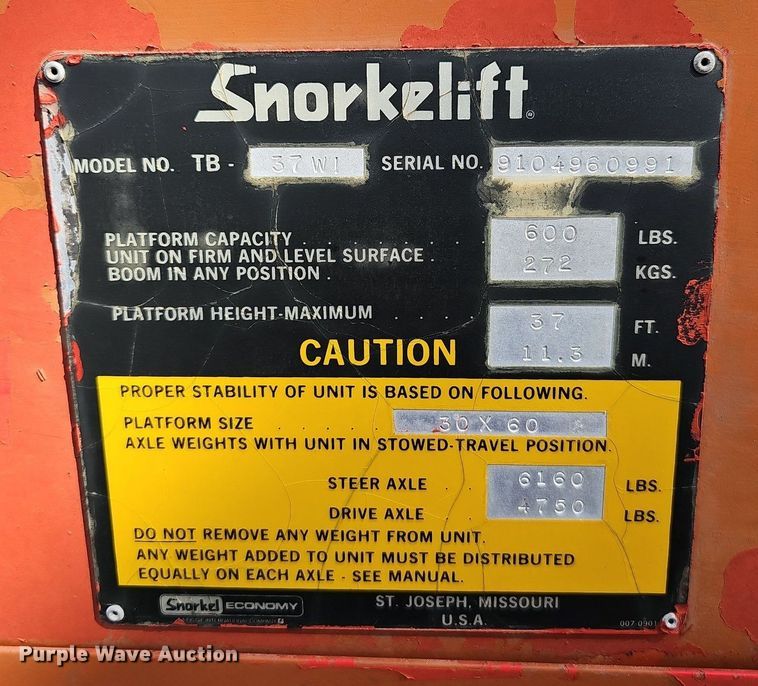 Snorkelift®
MODEL NO. TB - 37W1 SERIAL NO. 9104960991
PLATFORM CAPACITY . . . . . . 600 LBS.
UNIT ON FIRM AND LEVEL SURFACE .
BOOM IN ANY POSITION . . . . . 272 KGS.
PLATFORM HEIGHT-MAXIMUM . . . . 37 FT.
11.3 M.
CAUTION
PROPER STABILITY OF UNIT IS BASED ON FOLLOWING.
PLATFORM SIZE . . . . 30 X 60
AXLE WEIGHTS WITH UNIT IN STOWED-TRAVEL POSITION.
STEER AXLE . . 6160 LBS.
DRIVE AXLE . . 4750 LBS.
DO NOT REMOVE ANY WEIGHT FROM UNIT.
ANY WEIGHT ADDED TO UNIT MUST BE DISTRIBUTED
EQUALLY ON EACH AXLE - SEE MANUAL.
Snorkel ECONOMY
ST. JOSEPH, MISSOURI
U.S.A.
007-0901
Purple Wave Auction